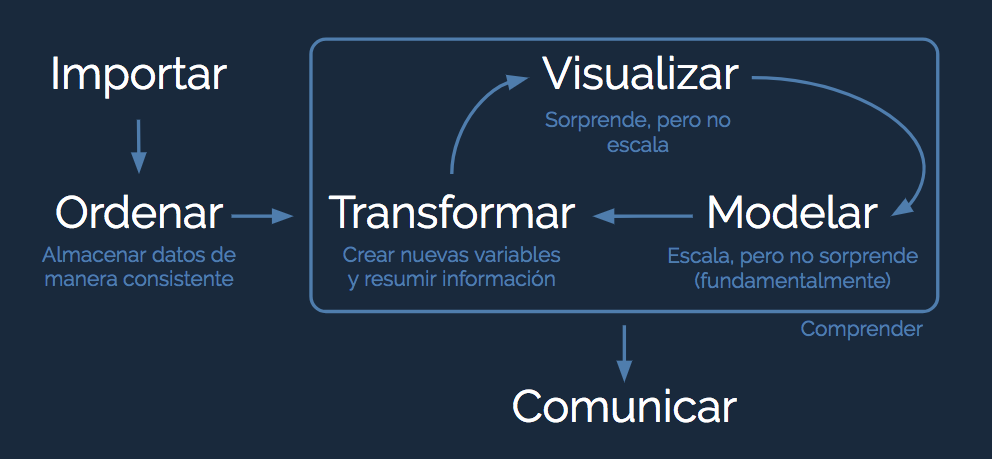 Importar
Visualizar
Sorprende, pero no
escala
Ordenar
Almacenar datos de
manera consistente
Transformar
Crear nuevas variables
y resumir información
Modelar
Escala, pero no sorprende
(fundamentalmente)
Comprender
Comunicar